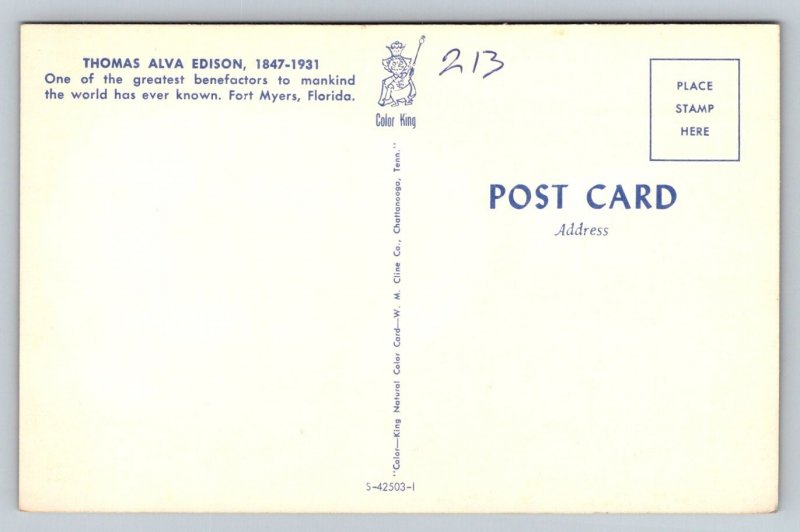 THOMAS ALVA EDISON, 1847-1931
One of the greatest benefactors to mankind
the world has ever known. Fort Myers, Florida.
Color King
213
PLACE
STAMP
HERE
POST CARD
Address
"Color—King Natural Color Card—W. M. Cline Co., Chattanooga, Tenn."
S-42503-1